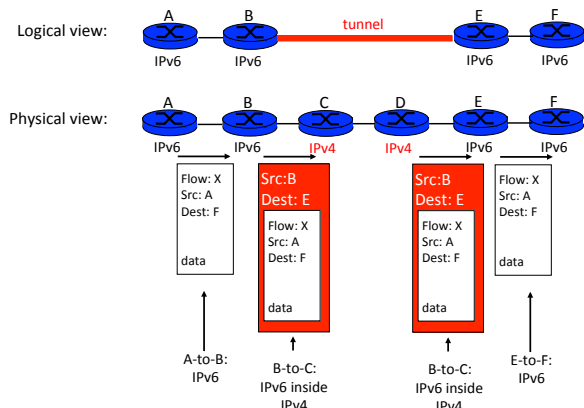 A B tunnel E F
Logical view:
IPv6 IPv6 IPv6 IPv6
A B C D E F
Physical view:
IPv6 IPv6 IPv4 IPv4 IPv6 IPv6
Flow: X
Src: A
Dest: F
data
Src:B
Dest: E
Flow: X
Src: A
Dest: F
data
Src:B
Dest: E
Flow: X
Src: A
Dest: F
data
Flow: X
Src: A
Dest: F
data
A-to-B:
IPv6
B-to-C:
IPv6 inside
IPv4
B-to-C:
IPv6 inside
IPv4
E-to-F:
IPv6